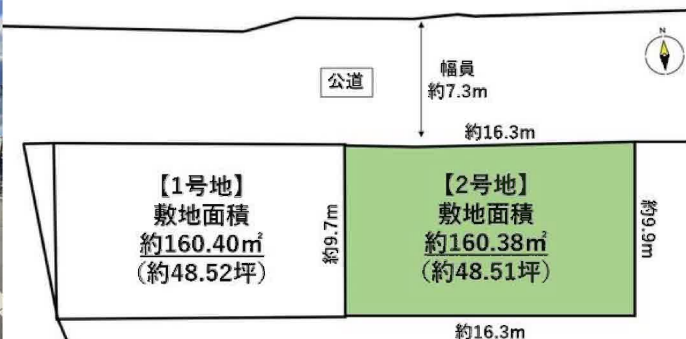 N
公道
幅員
約7.3m
約16.3m
【1号地】
敷地面積
約160.40㎡
(約48.52坪)
約9.7m
【2号地】
敷地面積
約160.38㎡
(約48.51坪)
約9.9m
約16.3m